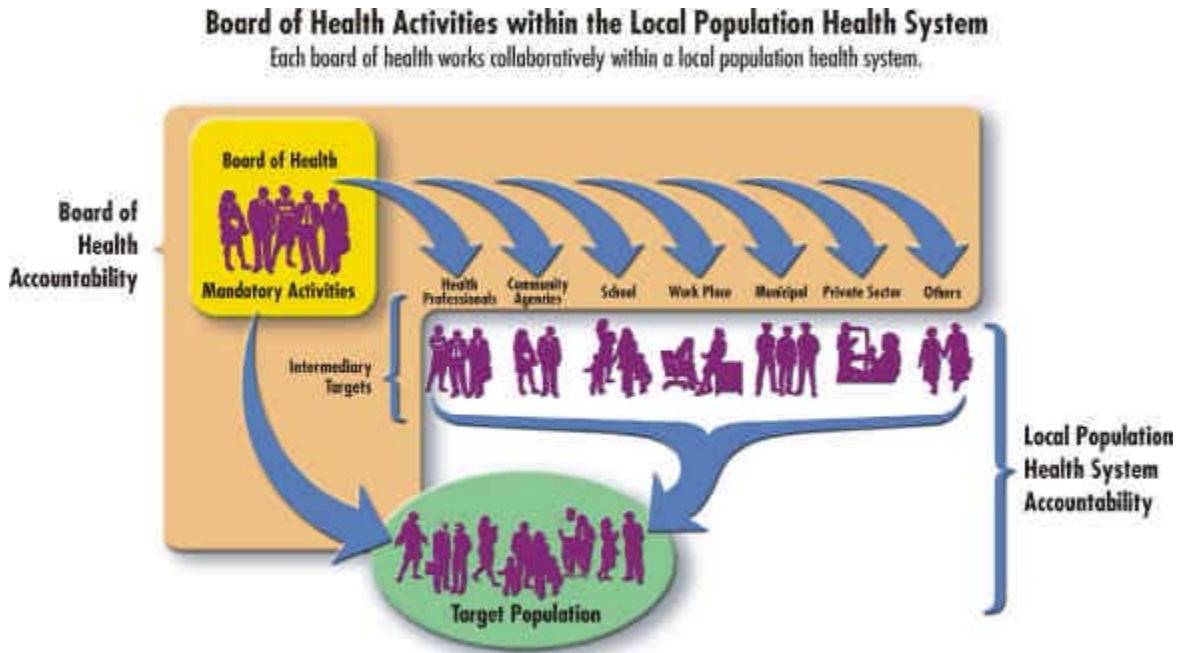 Board of Health Activities within the Local Population Health System
Each board of health works collaboratively within a local population health system.
Board of Health
Mandatory Activities
Board of
Health
Accountability
Health
Professionals
Community
Agencies
School
Work Place
Municipal
Private Sector
Others
Intermediary
Targets
Local Population
Health System
Accountability
Target Population